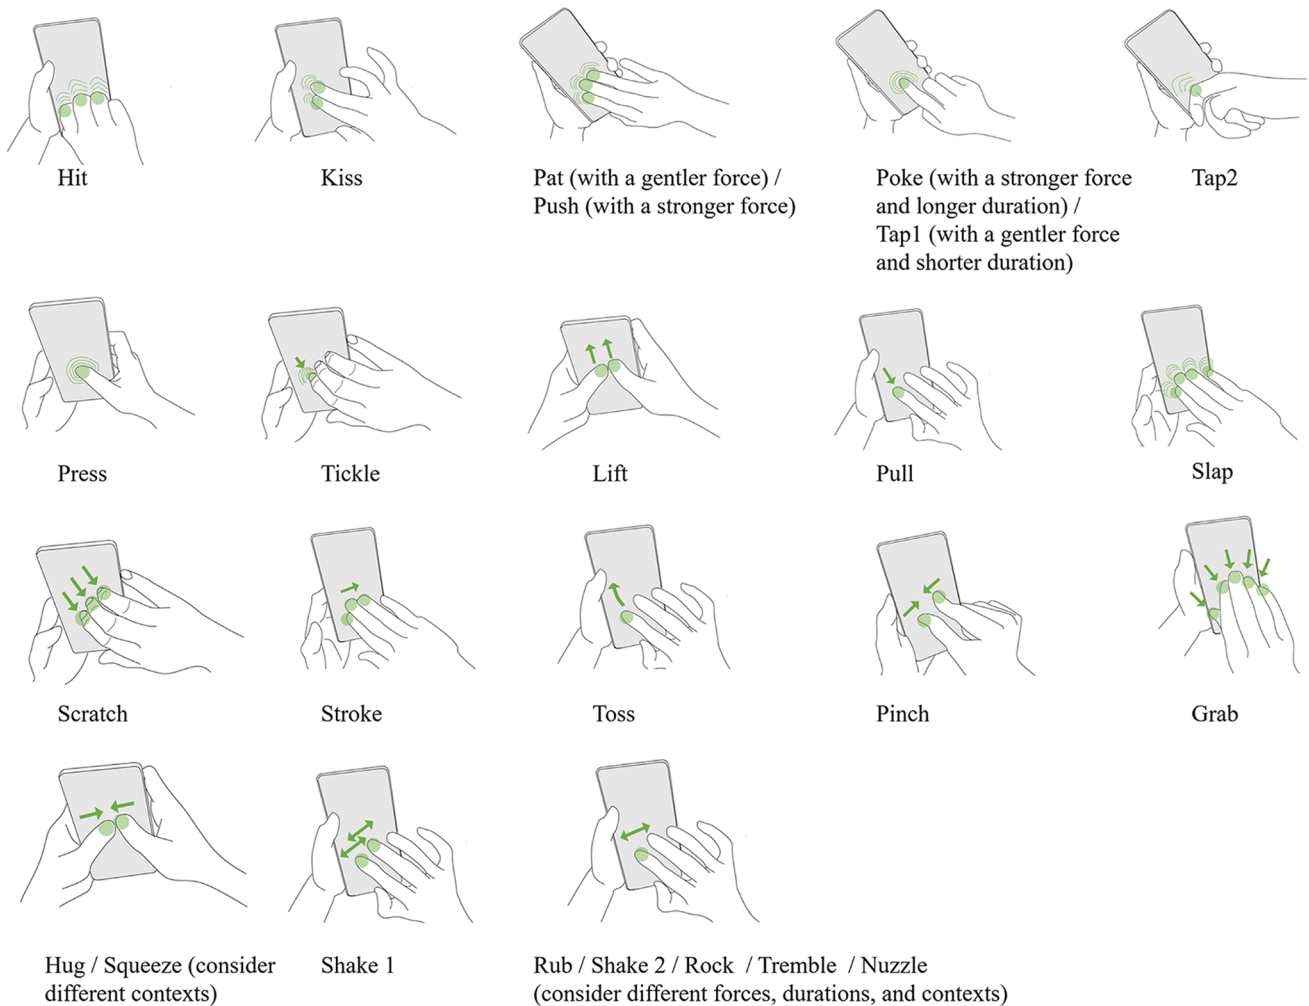 Hit
Kiss
Pat (with a gentler force) /
Push (with a stronger force)
Poke (with a stronger force
and longer duration) /
Tap1 (with a gentler force
and shorter duration)
Tap2
Press
Tickle
Lift
Pull
Slap
Scratch
Stroke
Toss
Pinch
Grab
Hug / Squeeze (consider
different contexts)
Shake 1
Rub / Shake 2 / Rock / Tremble / Nuzzle
(consider different forces, durations, and contexts)